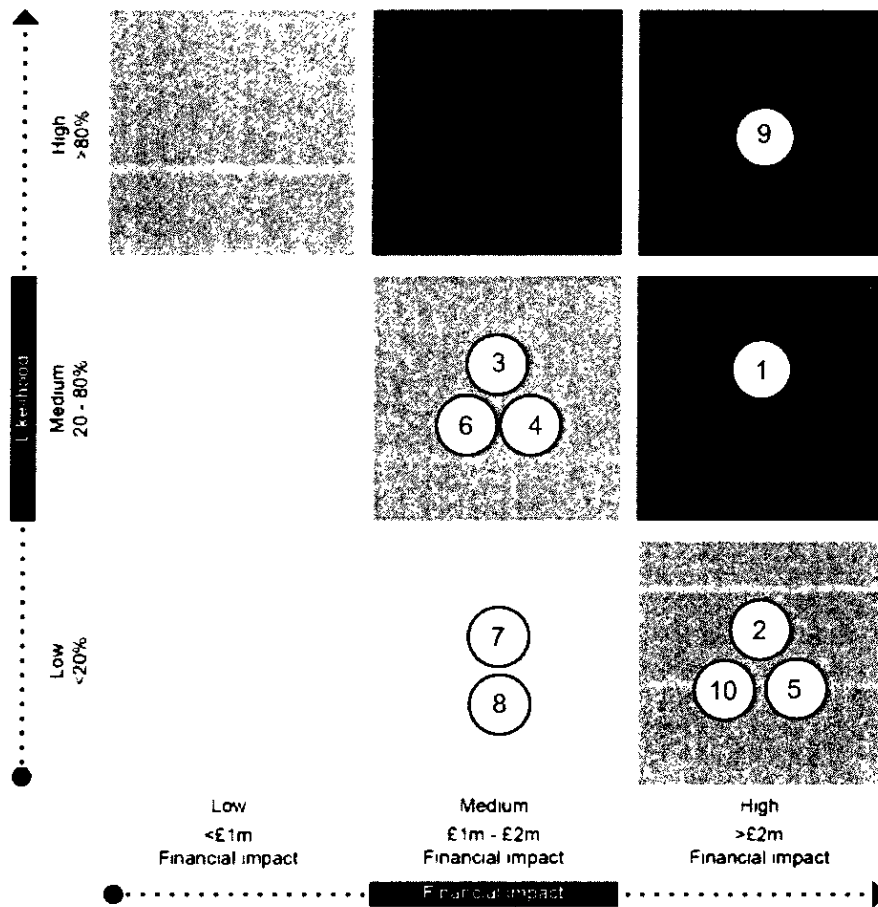 High
>80%
9
Likelihood
Medium
20 - 80%
3
1
6
4
Low
<20%
7
2
8
10
5
Low
Medium
High
<£1m
£1m - £2m
>£2m
Financial impact
Financial impact
Financial impact
Financial impact